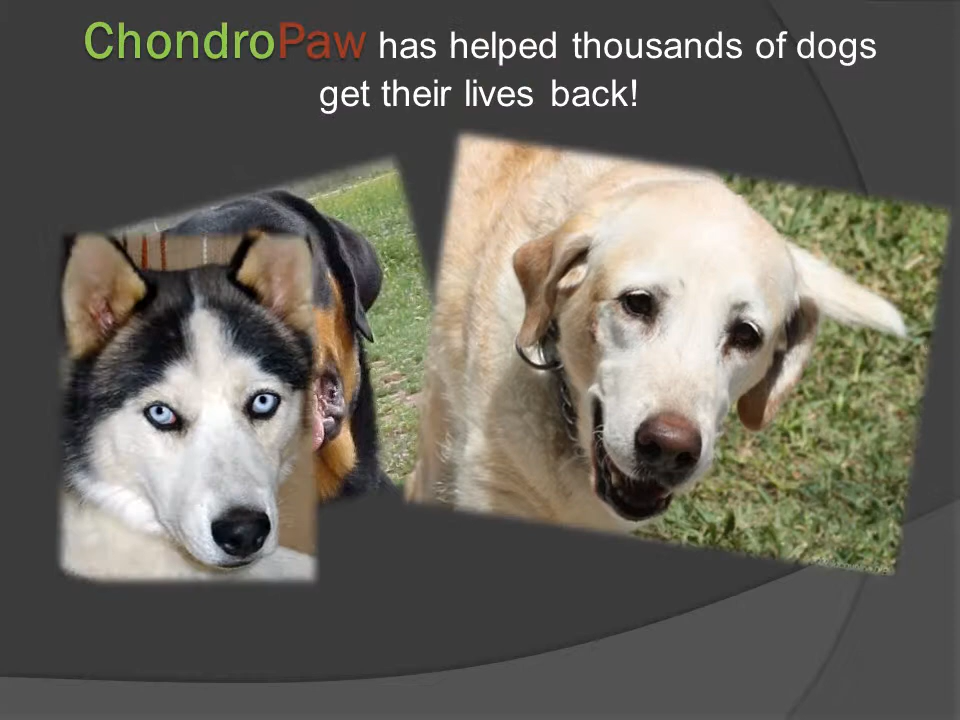 ChondroPaw has helped thousands of dogs
get their lives back!